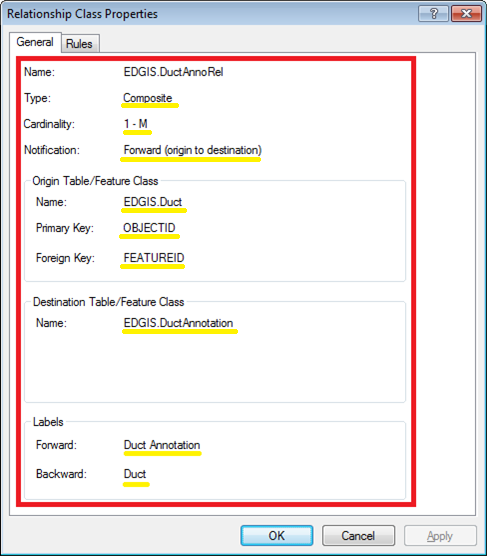 Relationship Class Properties
General Rules
Name: EDGIS.DuctAnnoRel
Type: Composite
Cardinality: 1 - M
Notification: Forward (origin to destination)
Origin Table/Feature Class
Name: EDGIS.Duct
Primary Key: OBJECTID
Foreign Key: FEATUREID
Destination Table/Feature Class
Name: EDGIS.DuctAnnotation
Labels
Forward: Duct Annotation
Backward: Duct
OK Cancel Apply